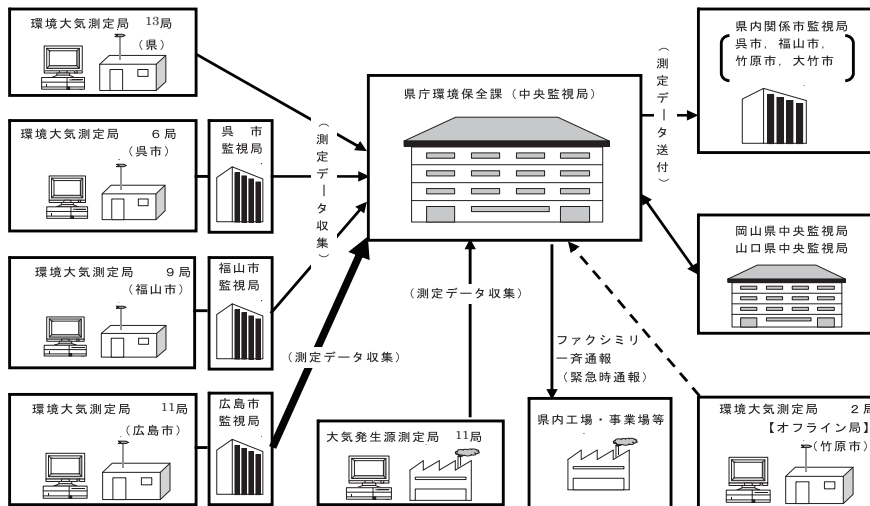 環境大気測定局 13局
(県)
環境大気測定局 6局
(呉市)
呉 市
監視局
環境大気測定局 9局
(福山市)
福山市
監視局
環境大気測定局 11局
(広島市)
広島市
監視局
(測定データ収集)
(測定データ収集)
県庁環境保全課(中央監視局)
(測定データ収集)
大気発生源測定局 11局
ファクシミリ
一斉通報
(緊急時通報)
県内工場・事業場等
(測定データ送付)
県内関係市監視局
呉市,福山市,
竹原市,大竹市
岡山県中央監視局
山口県中央監視局
環境大気測定局 2局
【オフライン局】
(竹原市)